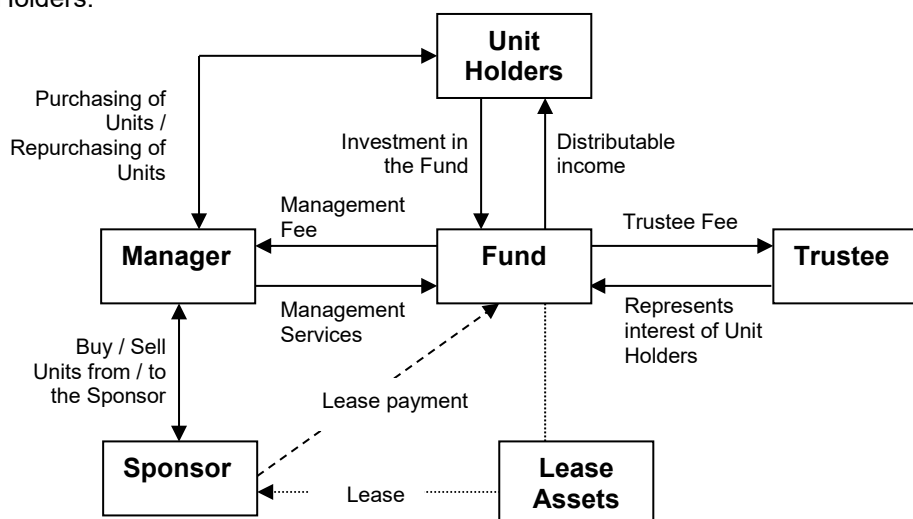 holders.
Unit
Holders
Purchasing of
Units /
Repurchasing of
Units
Investment in
the Fund
Distributable
income
Management
Fee
Trustee Fee
Manager
Fund
Trustee
Management
Services
Represents
interest of Unit
Holders
Buy / Sell
Units from / to
the Sponsor
Lease payment
Sponsor
Lease
Lease
Assets